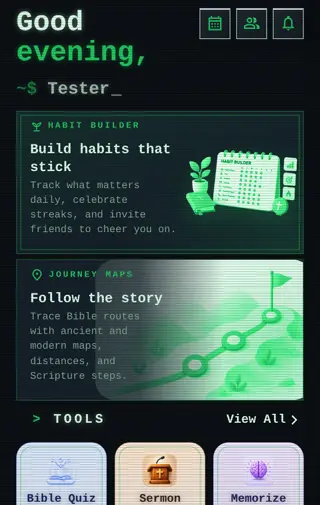 Good
evening,
~$ Tester_
HABIT BUILDER
Build habits that
stick
Track what matters
daily, celebrate
streaks, and invite
friends to cheer you on.
HABIT BUILDER
JOURNEY MAPS
Follow the story
Trace Bible routes
with ancient and
modern maps,
distances, and
Scripture steps.
> TOOLS
View All >
Bible Quiz
Sermon
Memorize